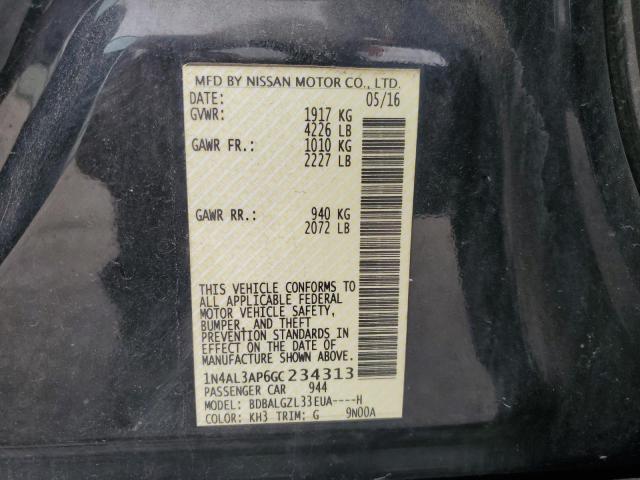 MFD BY NISSAN MOTOR CO., LTD.
DATE: 05/16
GVWR: 1917 KG
4226 LB
GAWR FR.: 1010 KG
2227 LB
GAWR RR.: 940 KG
2072 LB
THIS VEHICLE CONFORMS TO
ALL APPLICABLE FEDERAL
MOTOR VEHICLE SAFETY,
BUMPER, AND THEFT
PREVENTION STANDARDS IN
EFFECT ON THE DATE OF
MANUFACTURE SHOWN ABOVE.
1N4AL3AP6GC234313
PASSENGER CAR 944
MODEL: BDBALGZL33EUA----H
COLOR: KH3 TRIM: G 9N00A